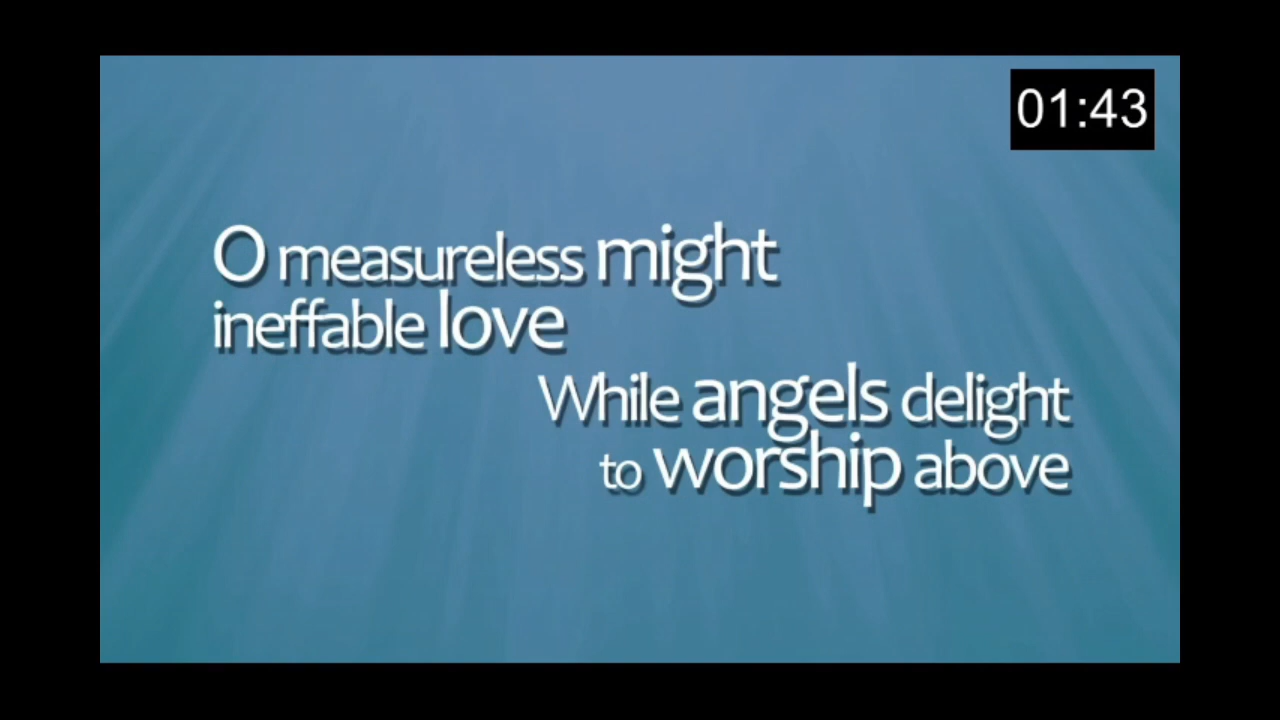 01:43
O measureless might
ineffable love
While angels delight
to worship above